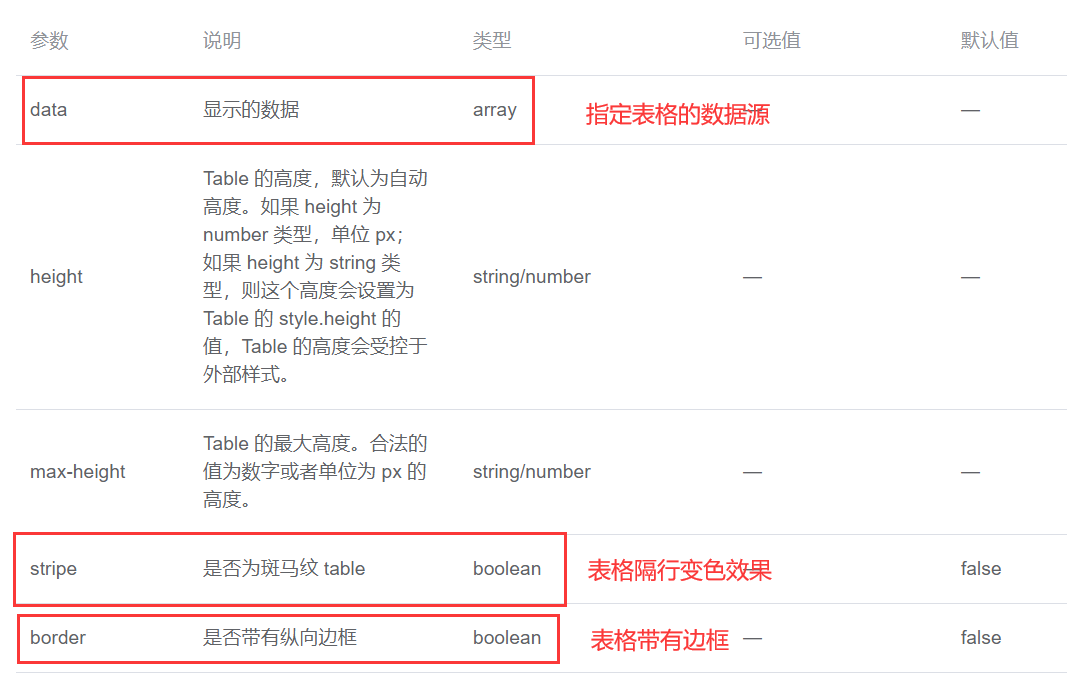 参数 说明 类型 可选值 默认值
data 显示的数据 array 指定表格的数据源 — —
Table 的高度，默认为自动
高度。如果 height 为
number 类型，单位 px；
如果 height 为 string 类
height 型，则这个高度会设置为 string/number — —
Table 的 style.height 的
值，Table 的高度会受控于
外部样式。
Table 的最大高度。合法的
max-height 值为数字或者单位为 px 的 string/number — —
高度。
stripe 是否为斑马纹 table boolean 表格隔行变色效果 — false
border 是否带有纵向边框 boolean 表格带有边框 — false